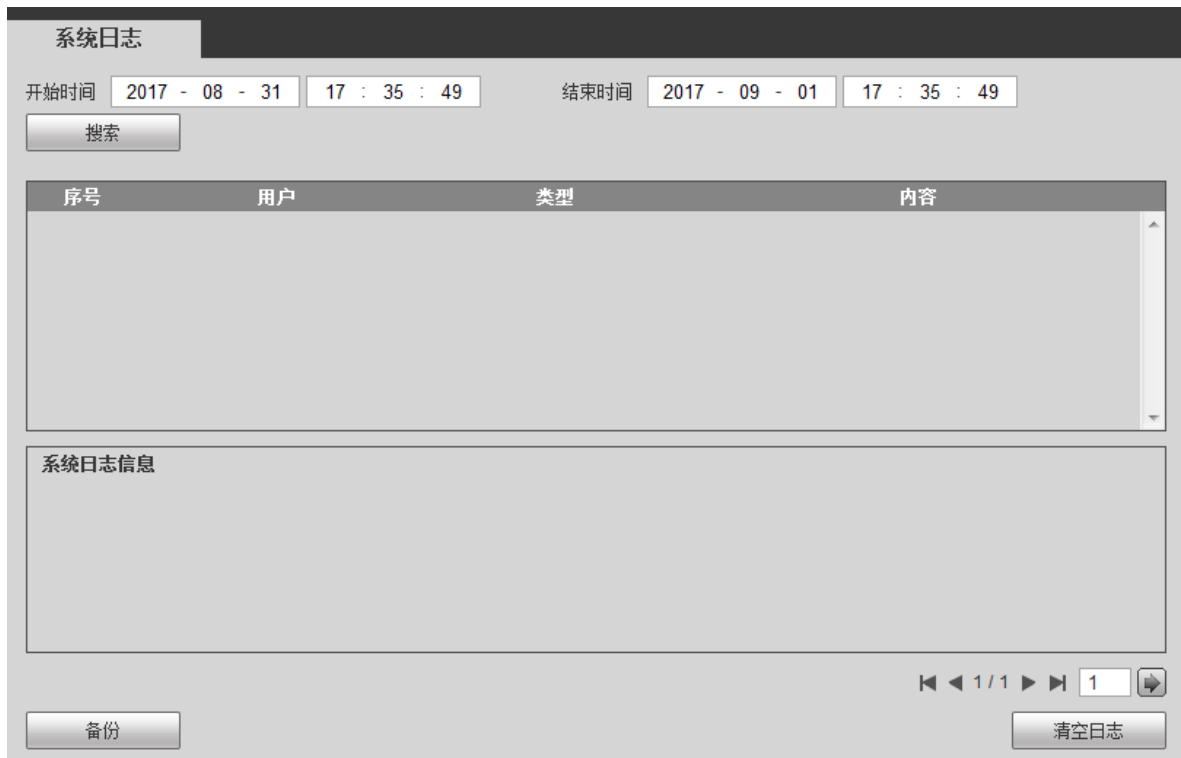 系统日志
开始时间 2017 - 08 - 31 17 : 35 : 49 结束时间 2017 - 09 - 01 17 : 35 : 49
搜索
序号 用户 类型 内容
系统日志信息
1 / 1 1
备份 清空日志